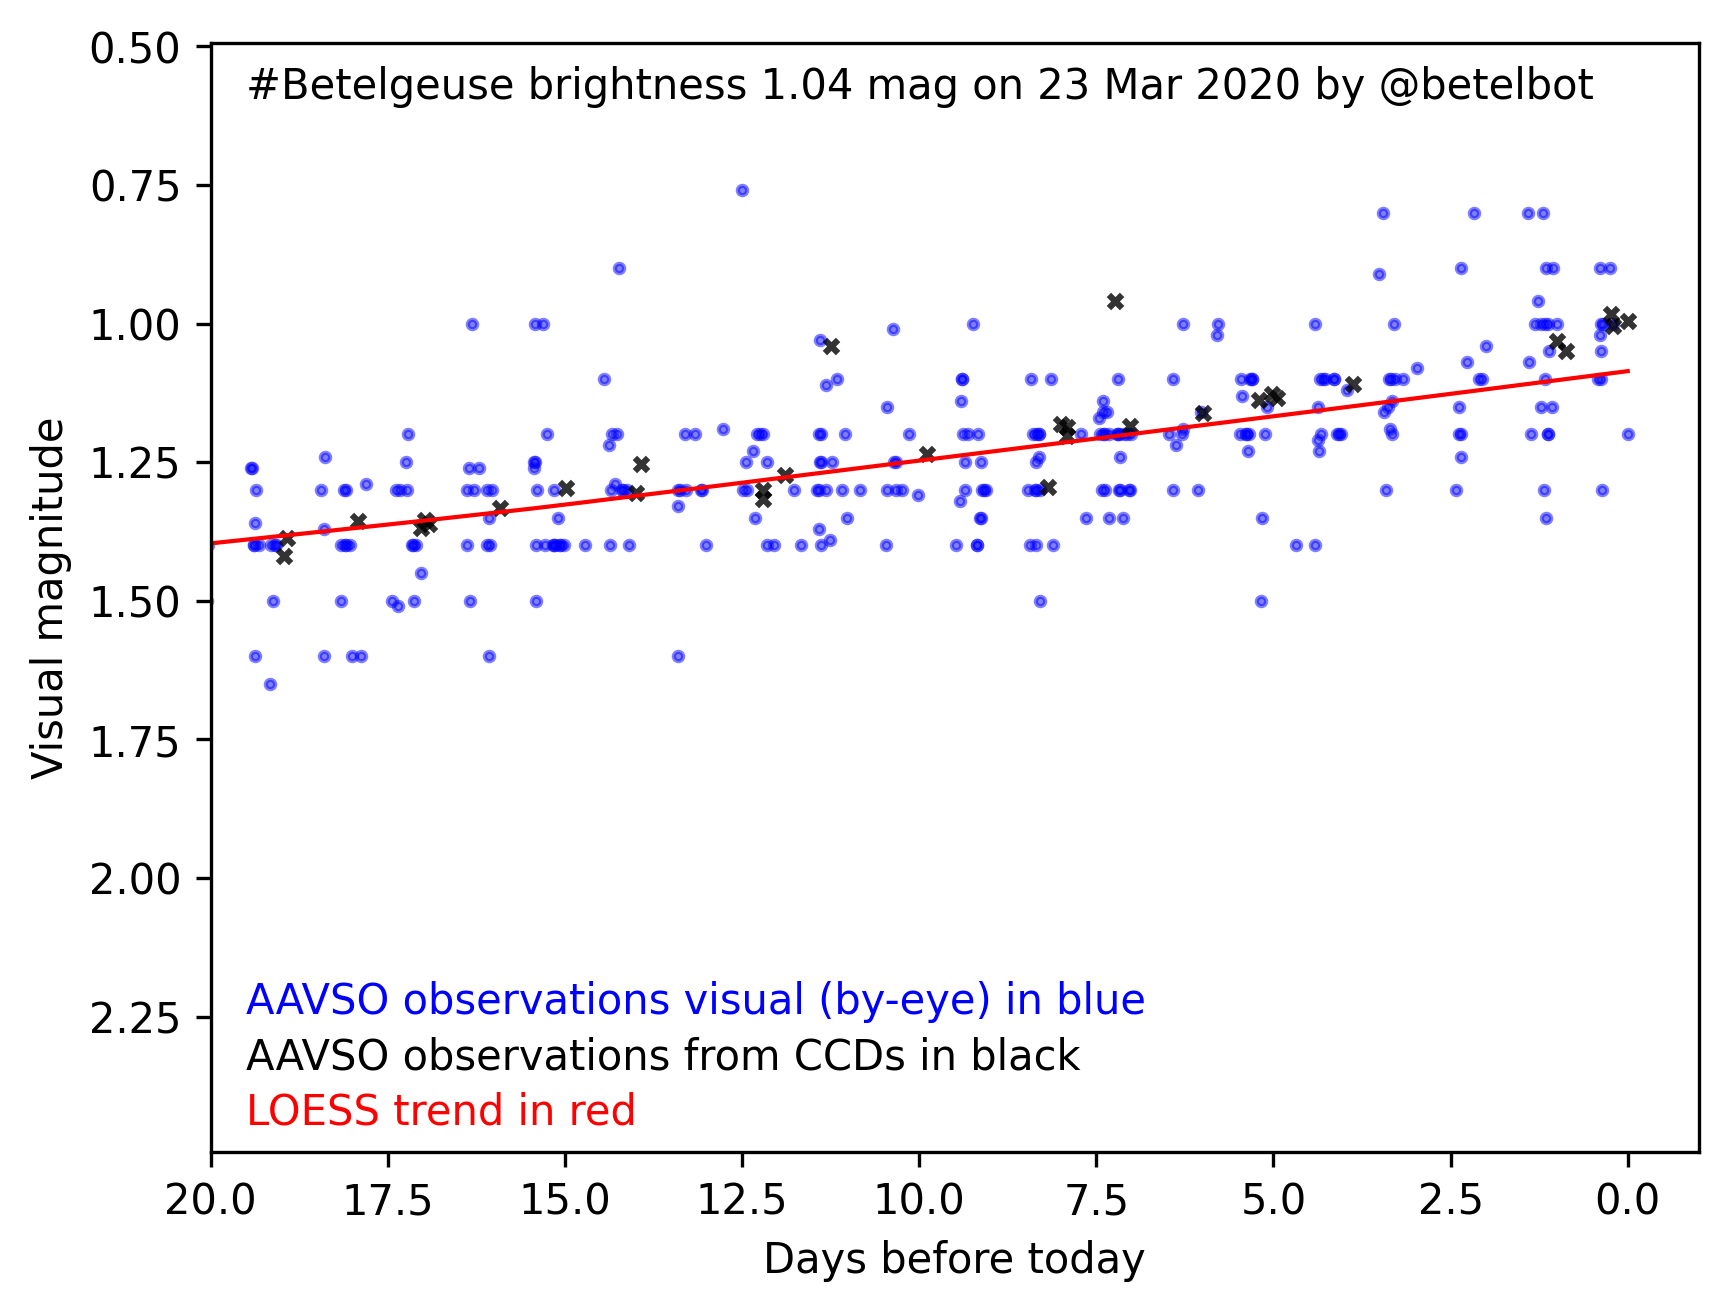 #Betelgeuse brightness 1.04 mag on 23 Mar 2020 by @betelbot
0.50
0.75
1.00
1.25
1.50
1.75
2.00
2.25
Visual magnitude
AAVSO observations visual (by-eye) in blue
AAVSO observations from CCDs in black
LOESS trend in red
20.0 17.5 15.0 12.5 10.0 7.5 5.0 2.5 0.0
Days before today